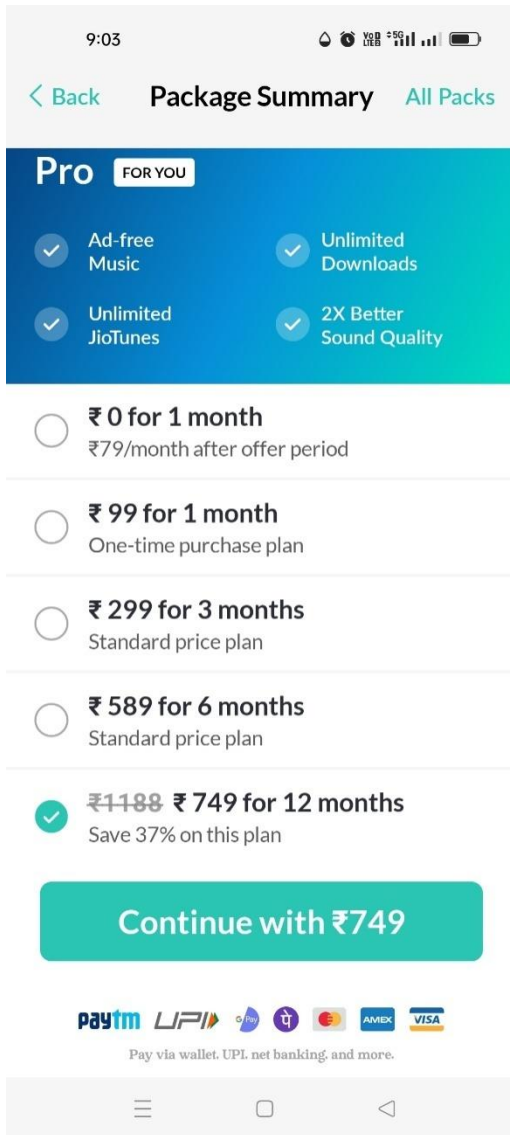 9:03
VoD LTEB 5G
< Back Package Summary All Packs
Pro FOR YOU
Ad-free Music
Unlimited Downloads
Unlimited JioTunes
2X Better Sound Quality
₹ 0 for 1 month
₹79/month after offer period
₹ 99 for 1 month
One-time purchase plan
₹ 299 for 3 months
Standard price plan
₹ 589 for 6 months
Standard price plan
₹1188 ₹ 749 for 12 months
Save 37% on this plan
Continue with ₹749
paytm UPI Pay पे AMEX VISA
Pay via wallet. UPI. net banking. and more.